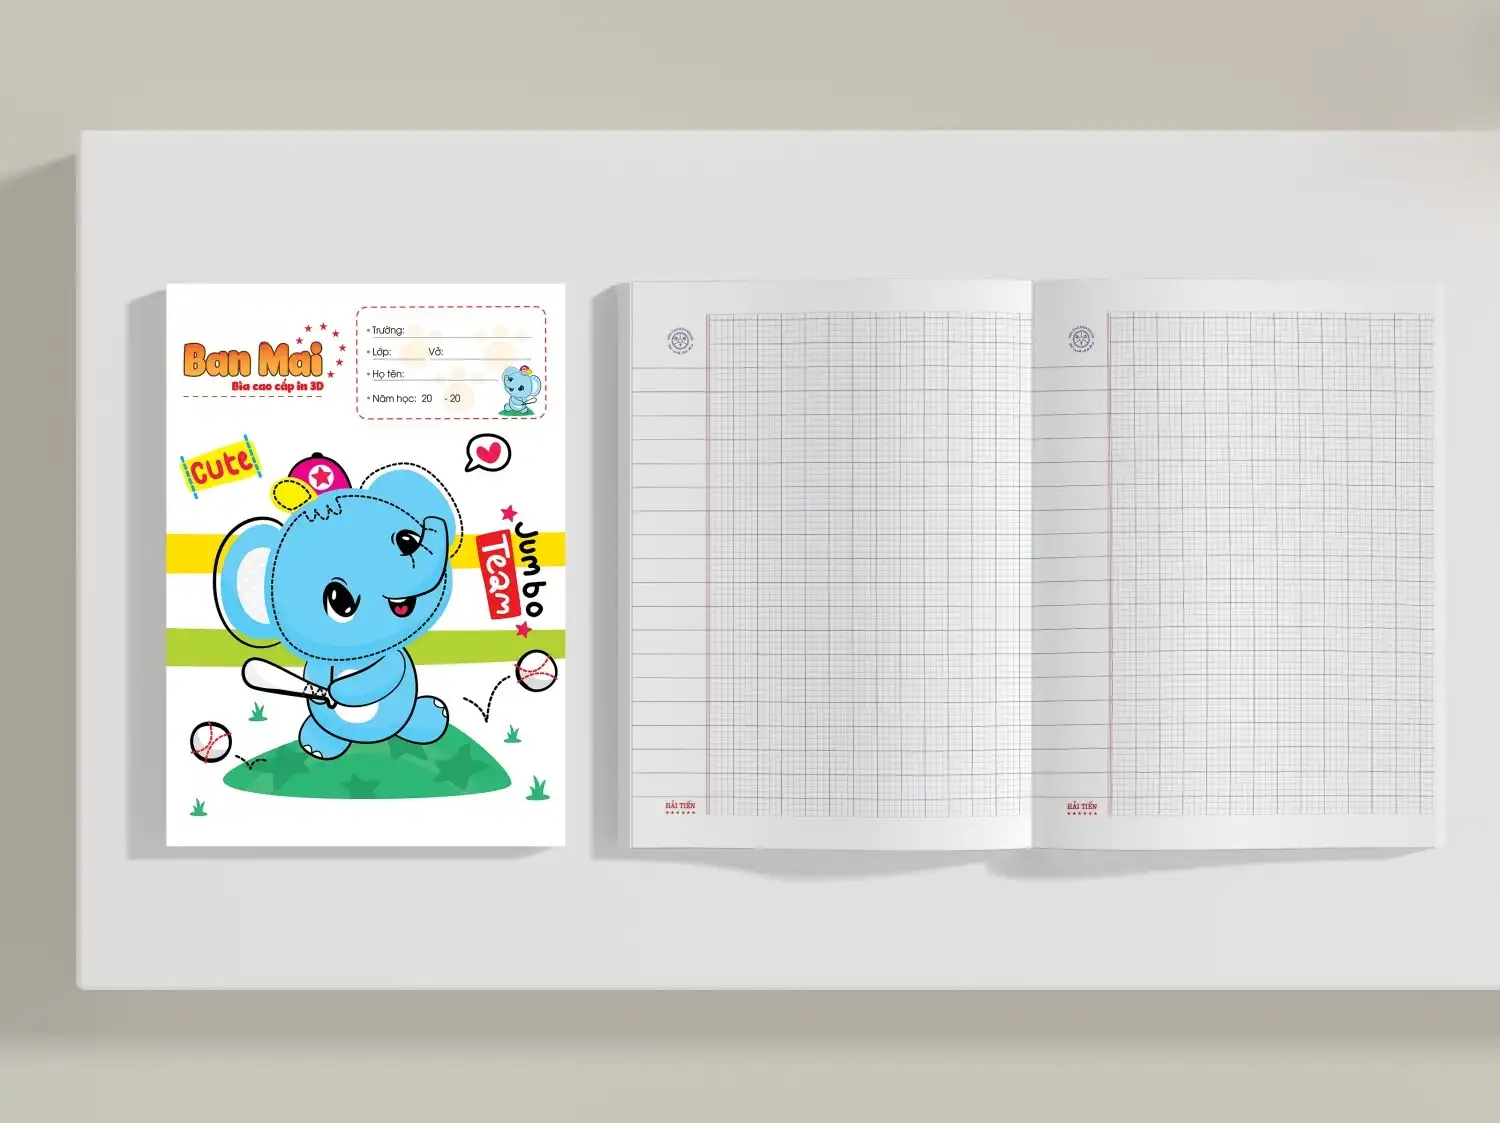 Ban Mai
Bìa cao cấp in 3D
Trường:
Lớp: Vở:
Họ tên:
Năm học: 20 - 20
cute
Jumbo
Team
HẢI TIẾN
HẢI TIẾN